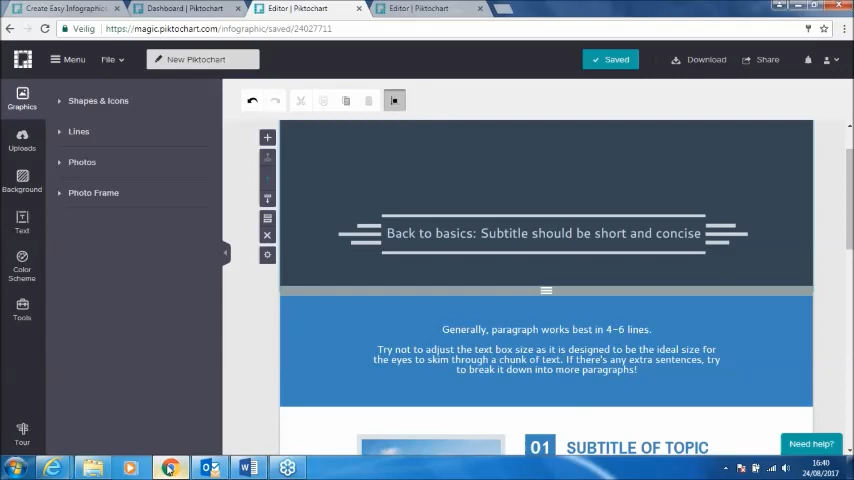 Create Easy Infographic
Dashboard | Piktochart
Editor | Piktochart
Editor | Piktochart
Veilig
https://magic.piktochart.com/infographic/saved/24027711
Menu
File
New Piktochart
Saved
Download
Share
Graphics
Shapes & Icons
Lines
Uploads
Photos
Background
Photo Frame
Text
Color
Scheme
Tools
Tour
Back to basics: Subtitle should be short and concise
Generally, paragraph works best in 4-6 lines.
Try not to adjust the text box size as it is designed to be the ideal size for
the eyes to skim through a chunk of text. If there's any extra sentences, try
to break it down into more paragraphs!
01
SUBTITLE OF TOPIC
Need help?
16:40
24/08/2017